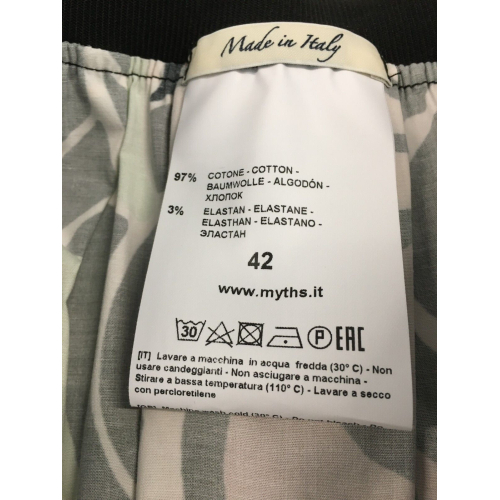 Made in Italy
97% COTONE - COTTON -
BAUMWOLLE - ALGODÓN -
ХЛОПОК
3% ELASTAN - ELASTANE -
ELASTHAN - ELASTANO -
ЭЛАСТАН
42
www.myths.it
30 P EAC
[IT] Lavare a macchina in acqua fredda (30° C) - Non
usare candeggianti - Non asciugare a macchina -
Stirare a bassa temperatura (110° C) - Lavare a secco
con percloretilene